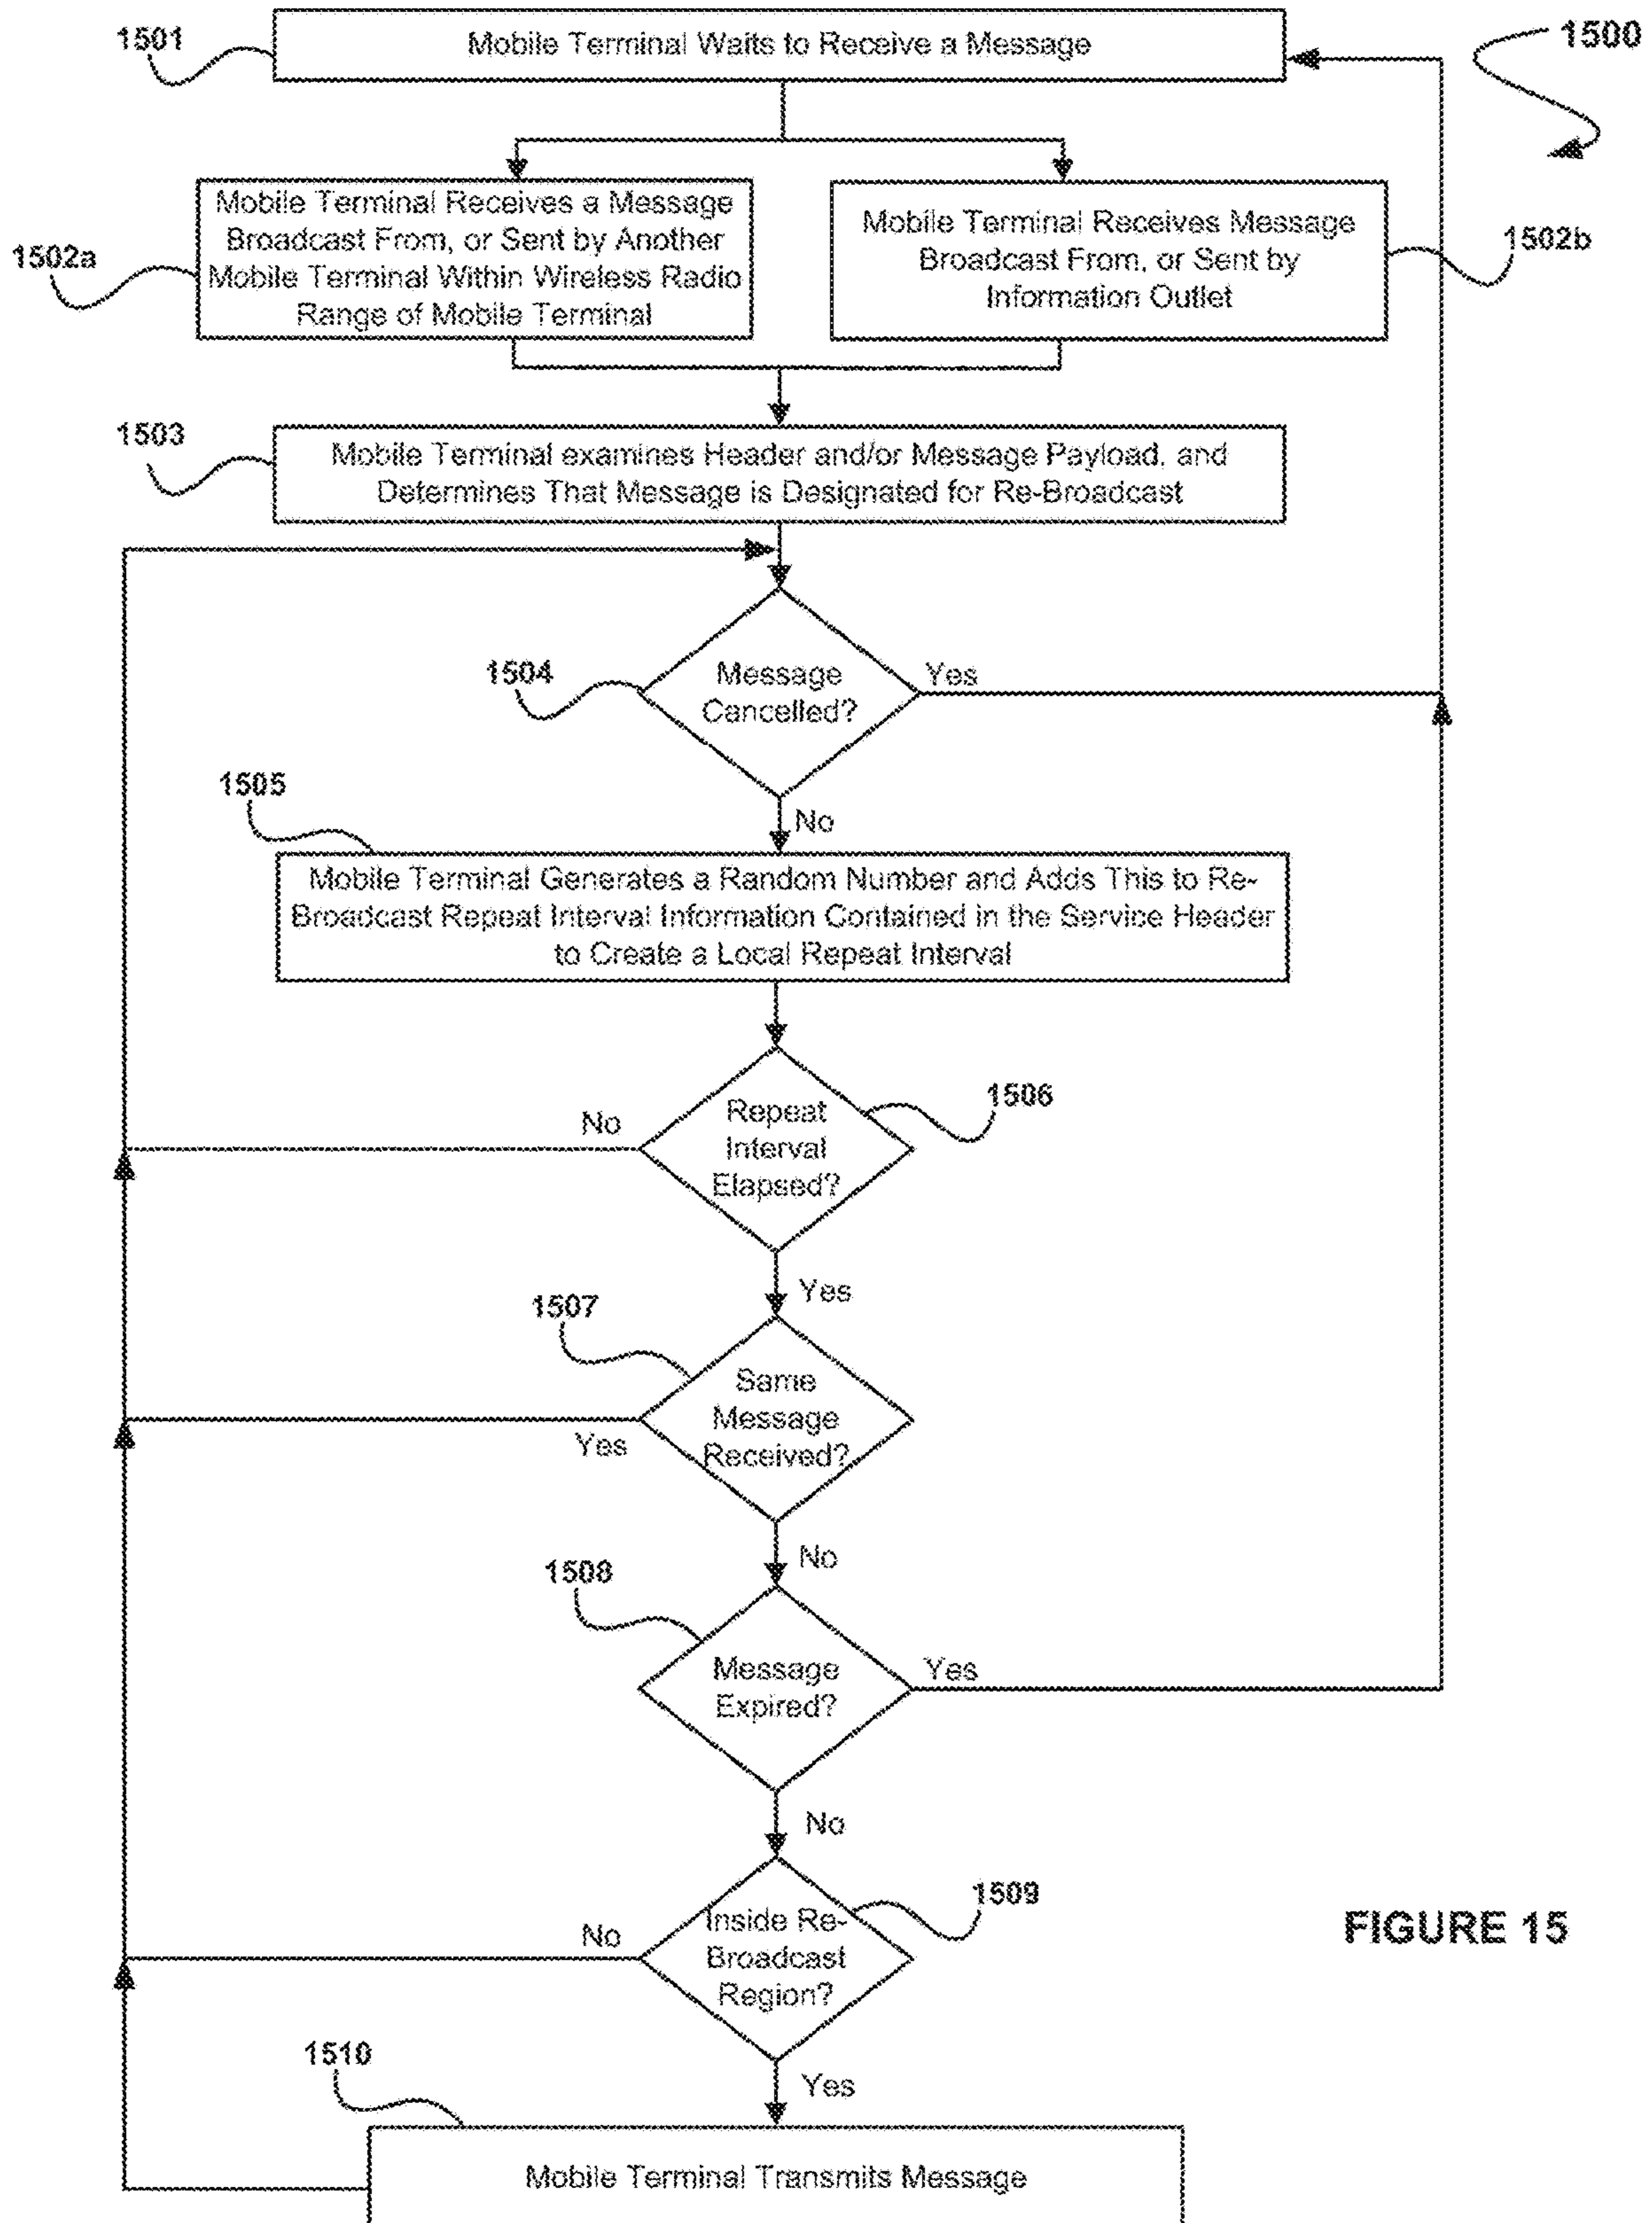 1500
1501
Mobile Terminal Waits to Receive a Message
1502a
Mobile Terminal Receives a Message
Broadcast From, or Sent by Another
Mobile Terminal Within Wireless Radio
Range of Mobile Terminal
Mobile Terminal Receives Message
Broadcast From, or Sent by
Information Outlet
1502b
1503
Mobile Terminal examines Header and/or Message Payload, and
Determines That Message is Designated for Re-Broadcast
1504
Message
Cancelled?
Yes
No
1505
Mobile Terminal Generates a Random Number and Adds This to Re-
Broadcast Repeat Interval Information Contained in the Service Header
to Create a Local Repeat Interval
1506
Repeat
Interval
Elapsed?
No
Yes
1507
Same
Message
Received?
Yes
No
1508
Message
Expired?
Yes
No
1509
Inside Re-
Broadcast
Region?
No
Yes
FIGURE 15
1510
Mobile Terminal Transmits Message